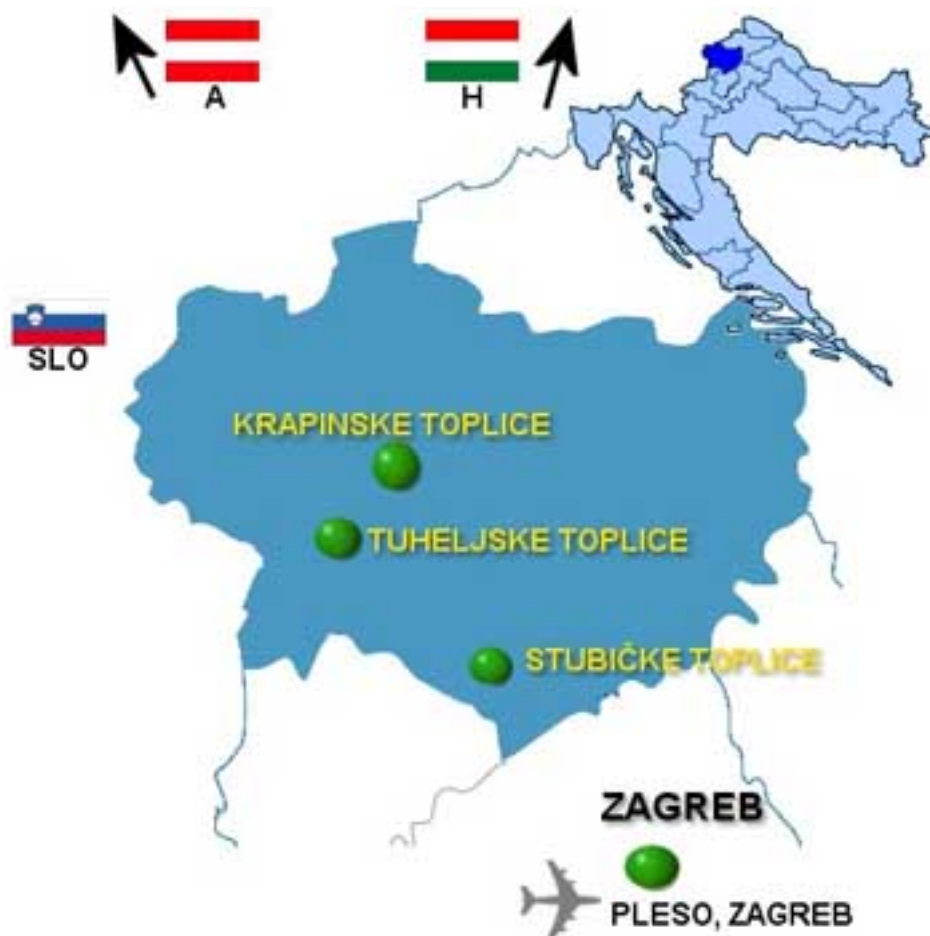 A
H
SLO
KRAPINSKE TOPLICE
TUHELJSKE TOPLICE
STUBIČKE TOPLICE
ZAGREB
PLESO, ZAGREB